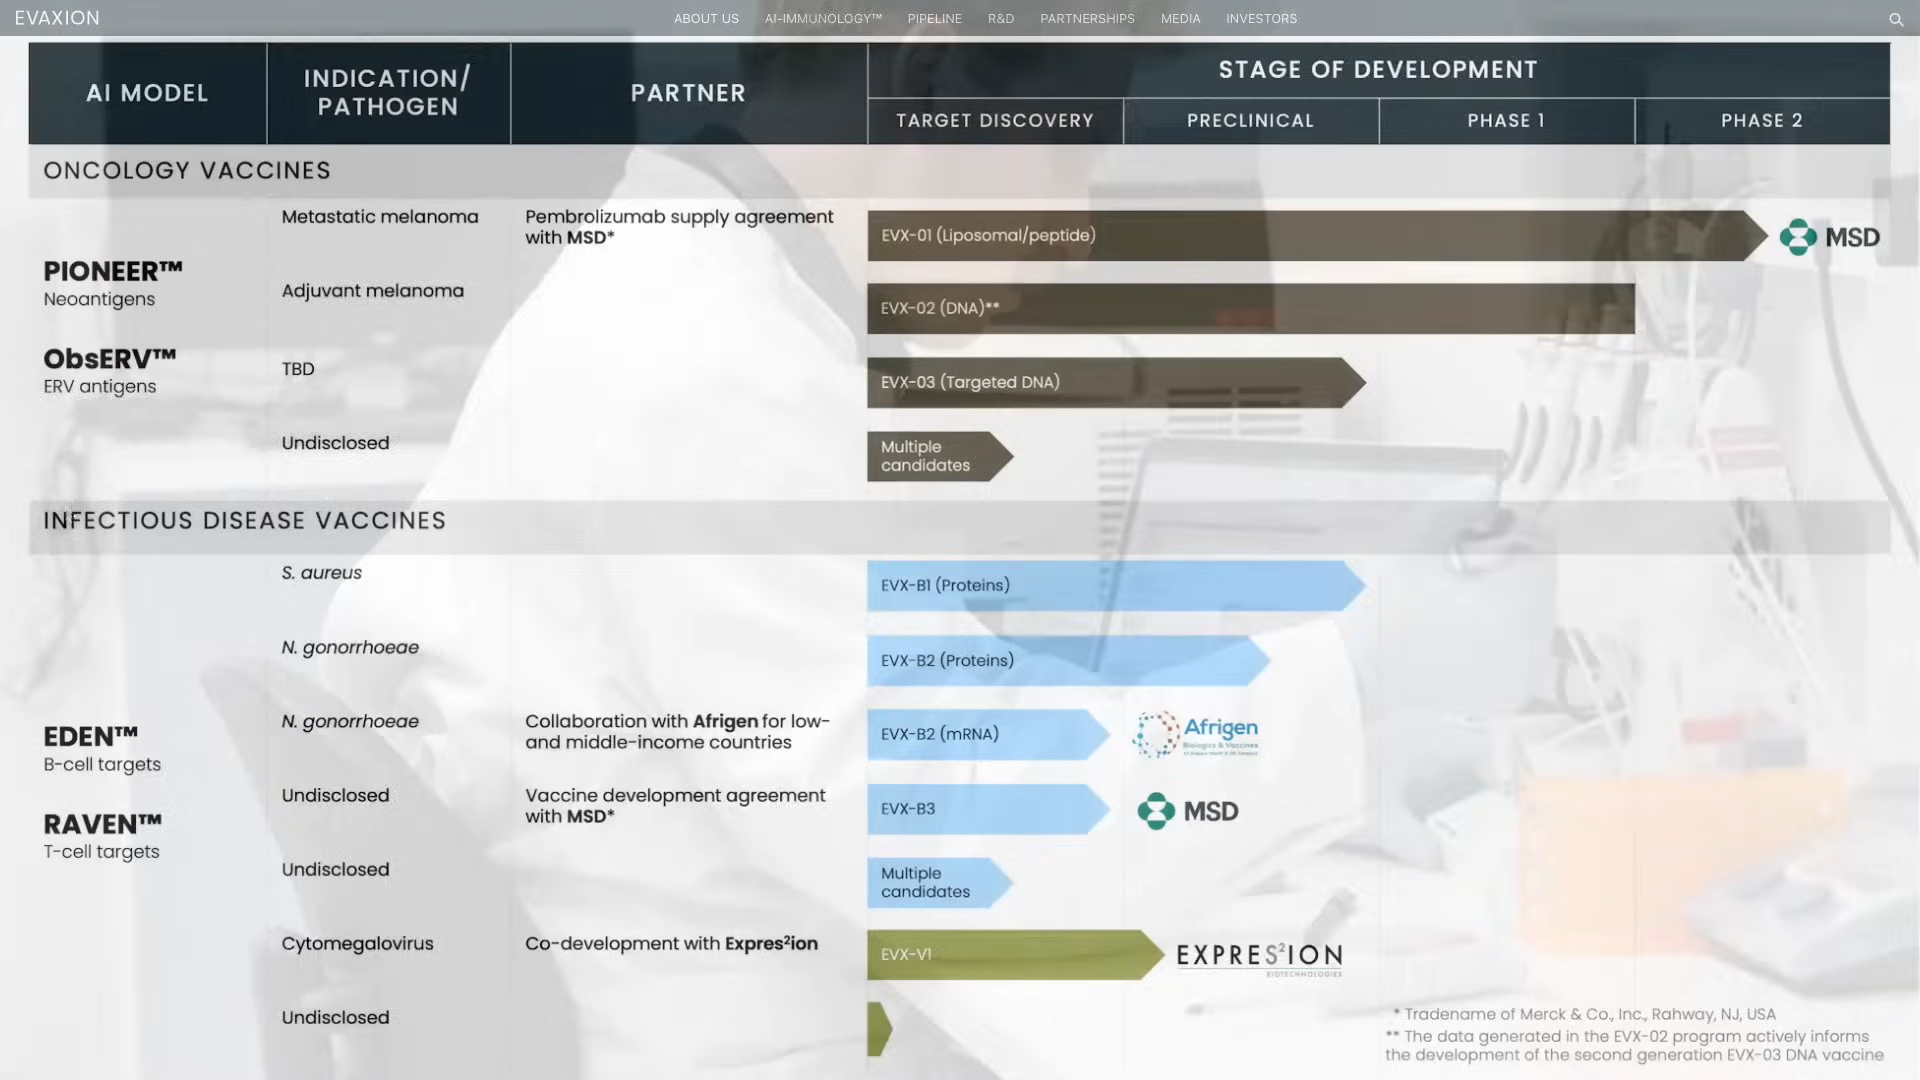 EVAXION
ABOUT US
AI-IMMUNOLOGY™
PIPELINE
R&D
PARTNERSHIPS
MEDIA
INVESTORS
AI MODEL
INDICATION/
PATHOGEN
PARTNER
STAGE OF DEVELOPMENT
TARGET DISCOVERY
PRECLINICAL
PHASE 1
PHASE 2
ONCOLOGY VACCINES
PIONEER™
Neoantigens
ObsERV™
ERV antigens
Metastatic melanoma
Pembrolizumab supply agreement
with MSD*
EVX-01 (Liposomal/peptide)
MSD
Adjuvant melanoma
EVX-02 (DNA)**
TBD
EVX-03 (Targeted DNA)
Undisclosed
Multiple
candidates
INFECTIOUS DISEASE VACCINES
EDEN™
B-cell targets
RAVEN™
T-cell targets
S. aureus
EVX-B1 (Proteins)
N. gonorrhoeae
EVX-B2 (Proteins)
N. gonorrhoeae
Collaboration with Afrigen for low-
and middle-income countries
EVX-B2 (mRNA)
Afrigen
Biologics & Vaccines
Undisclosed
Vaccine development agreement
with MSD*
EVX-B3
MSD
Undisclosed
Multiple
candidates
Cytomegalovirus
Co-development with Expres²ion
EVX-V1
EXPRES²ION
BIOTECHNOLOGIES
Undisclosed
* Tradename of Merck & Co., Inc., Rahway, NJ, USA
** The data generated in the EVX-02 program actively informs
the development of the second generation EVX-03 DNA vaccine